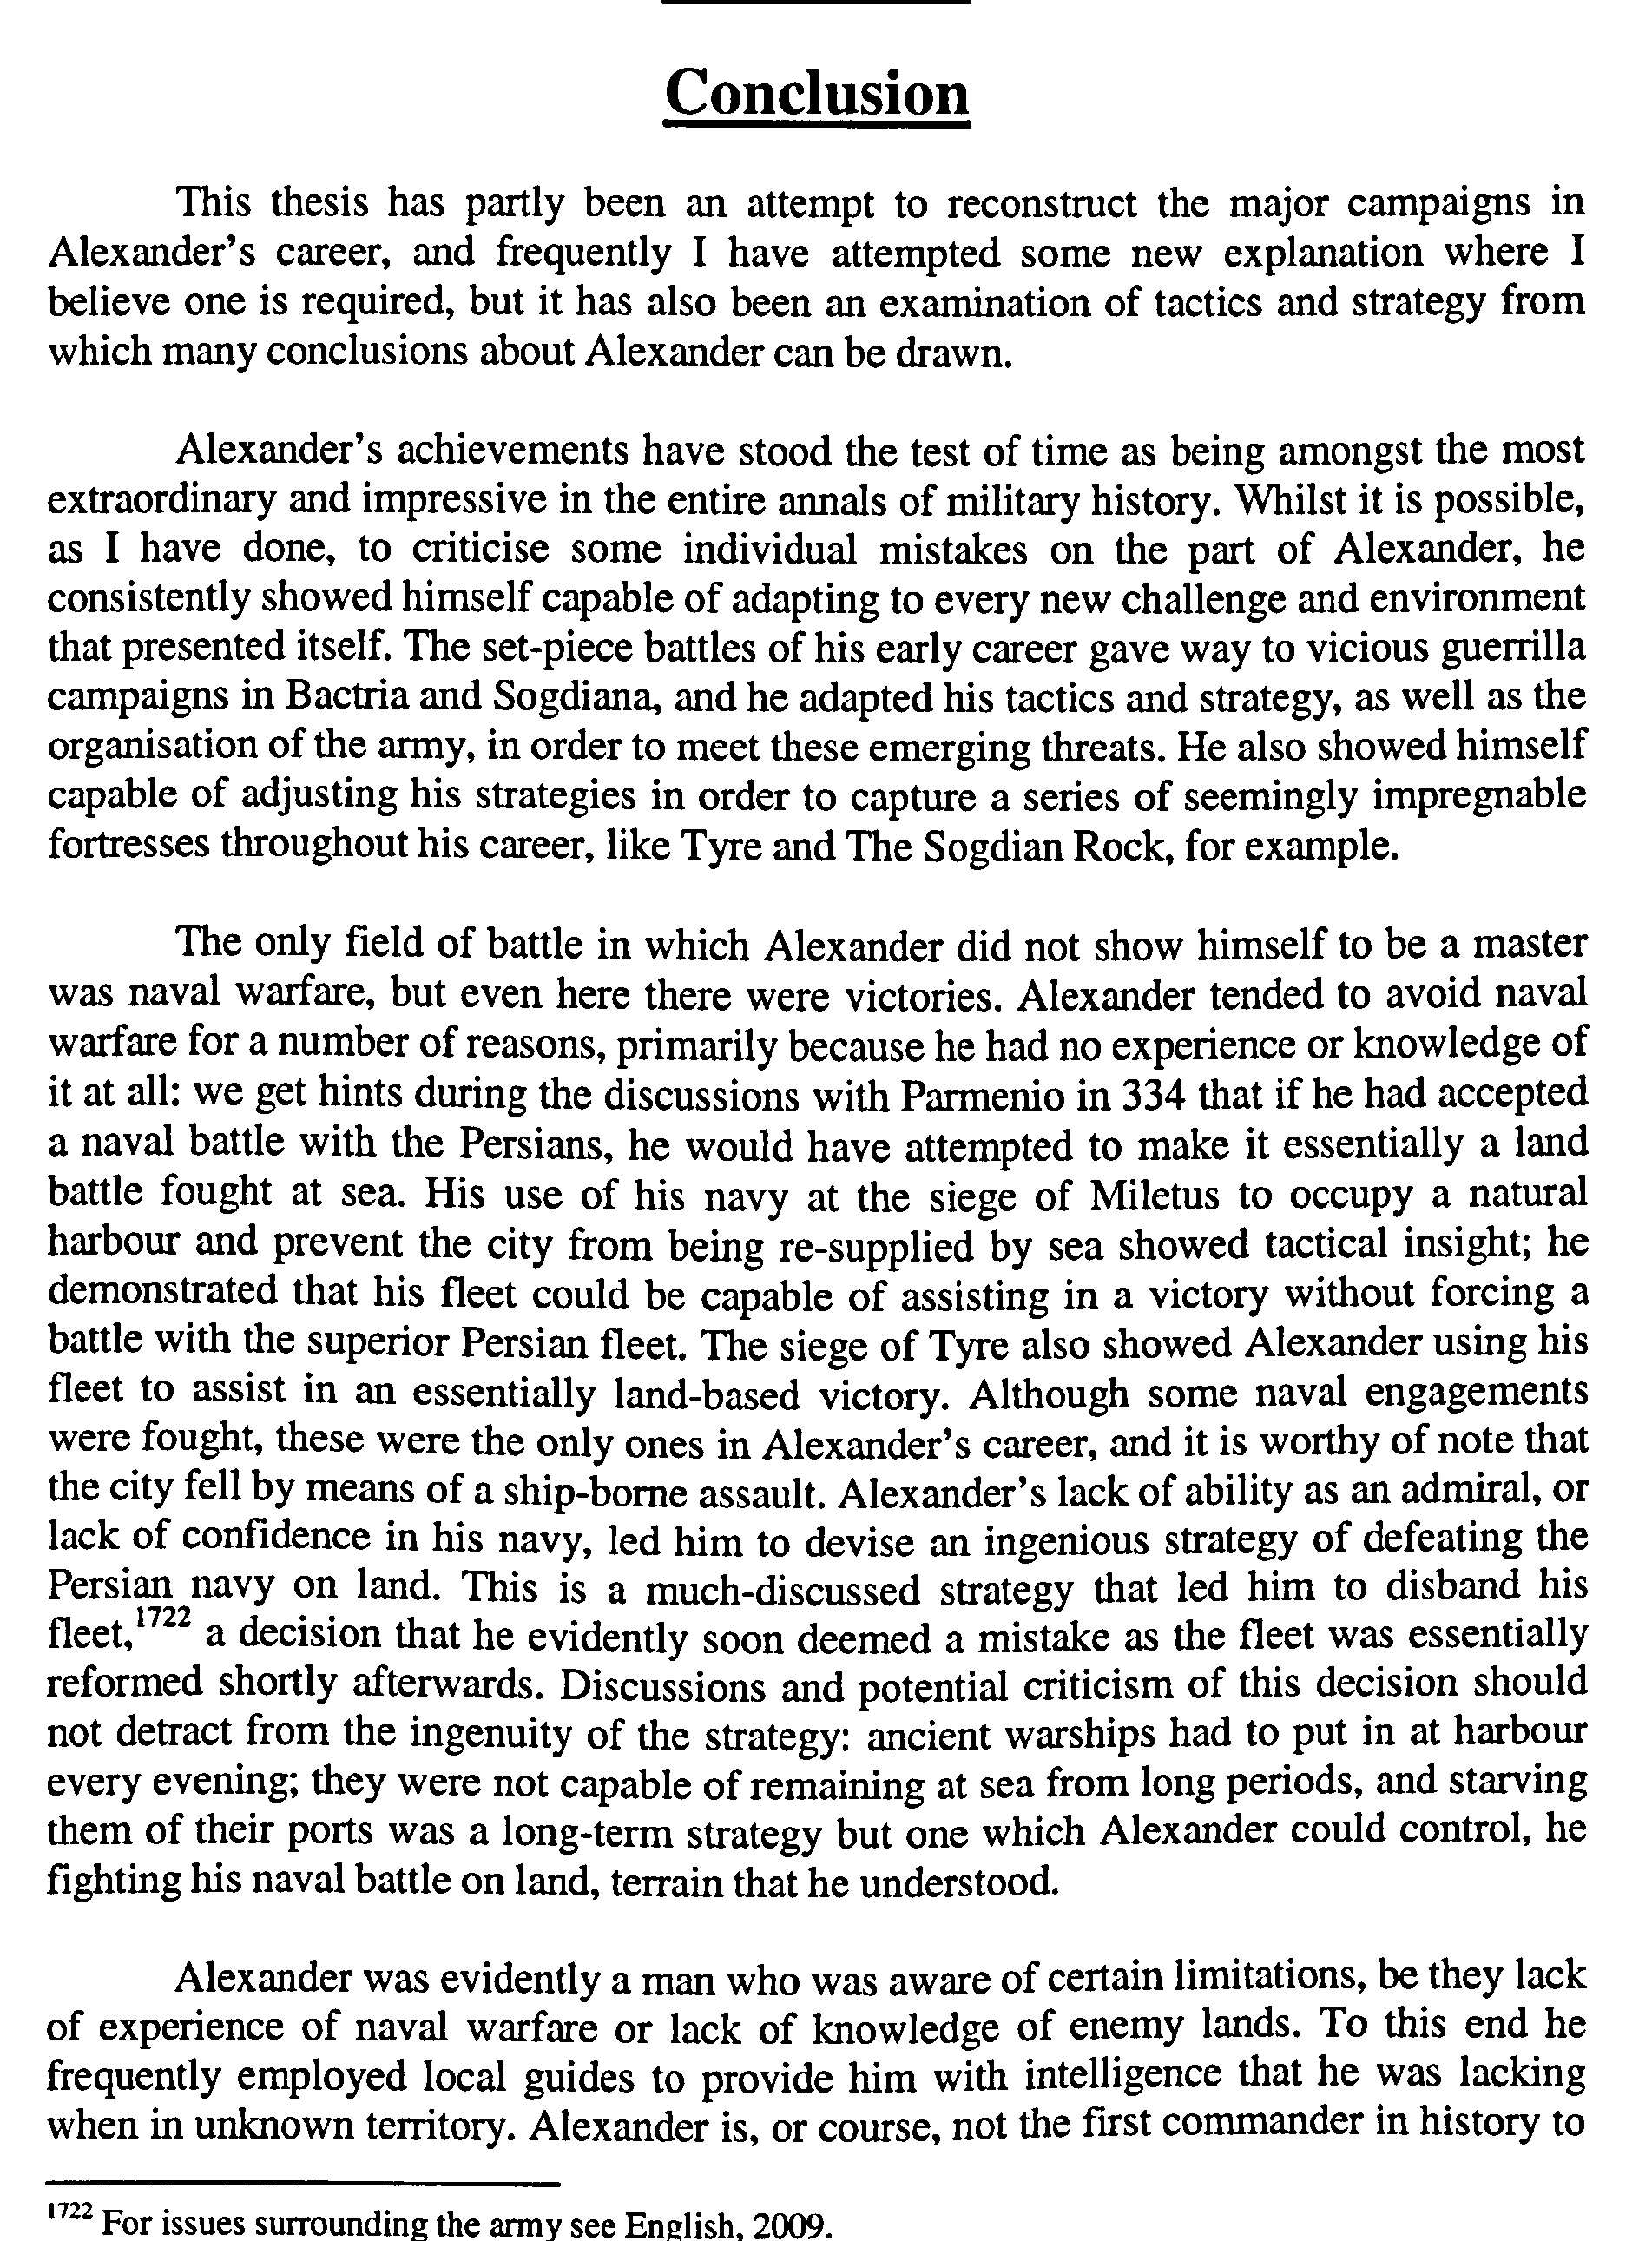 Conclusion
This thesis has partly been an attempt to reconstruct the major campaigns in
Alexander's career, and frequently I have attempted some new explanation where I
believe one is required, but it has also been an examination of tactics and strategy from
which many conclusions about Alexander can be drawn.
Alexander's achievements have stood the test of time as being amongst the most
extraordinary and impressive in the entire annals of military history. Whilst it is possible,
as I have done, to criticise some individual mistakes on the part of Alexander, he
consistently showed himself capable of adapting to every new challenge and environment
that presented itself. The set-piece battles of his early career gave way to vicious guerrilla
campaigns in Bactria and Sogdiana, and he adapted his tactics and strategy, as well as the
organisation of the army, in order to meet these emerging threats. He also showed himself
capable of adjusting his strategies in order to capture a series of seemingly impregnable
fortresses throughout his career, like Tyre and The Sogdian Rock, for example.
The only field of battle in which Alexander did not show himself to be a master
was naval warfare, but even here there were victories. Alexander tended to avoid naval
warfare for a number of reasons, primarily because he had no experience or knowledge of
it at all: we get hints during the discussions with Parmenio in 334 that if he had accepted
a naval battle with the Persians, he would have attempted to make it essentially a land
battle fought at sea. His use of his navy at the siege of Miletus to occupy a natural
harbour and prevent the city from being re-supplied by sea showed tactical insight; he
demonstrated that his fleet could be capable of assisting in a victory without forcing a
battle with the superior Persian fleet. The siege of Tyre also showed Alexander using his
fleet to assist in an essentially land-based victory. Although some naval engagements
were fought, these were the only ones in Alexander's career, and it is worthy of note that
the city fell by means of a ship-borne assault. Alexander's lack of ability as an admiral, or
lack of confidence in his navy, led him to devise an ingenious strategy of defeating the
Persian navy on land. This is a much-discussed strategy that led him to disband his
fleet,1722 a decision that he evidently soon deemed a mistake as the fleet was essentially
reformed shortly afterwards. Discussions and potential criticism of this decision should
not detract from the ingenuity of the strategy: ancient warships had to put in at harbour
every evening; they were not capable of remaining at sea from long periods, and starving
them of their ports was a long-term strategy but one which Alexander could control, he
fighting his naval battle on land, terrain that he understood.
Alexander was evidently a man who was aware of certain limitations, be they lack
of experience of naval warfare or lack of knowledge of enemy lands. To this end he
frequently employed local guides to provide him with intelligence that he was lacking
when in unknown territory. Alexander is, or course, not the first commander in history to
1722 For issues surrounding the army see English, 2009.